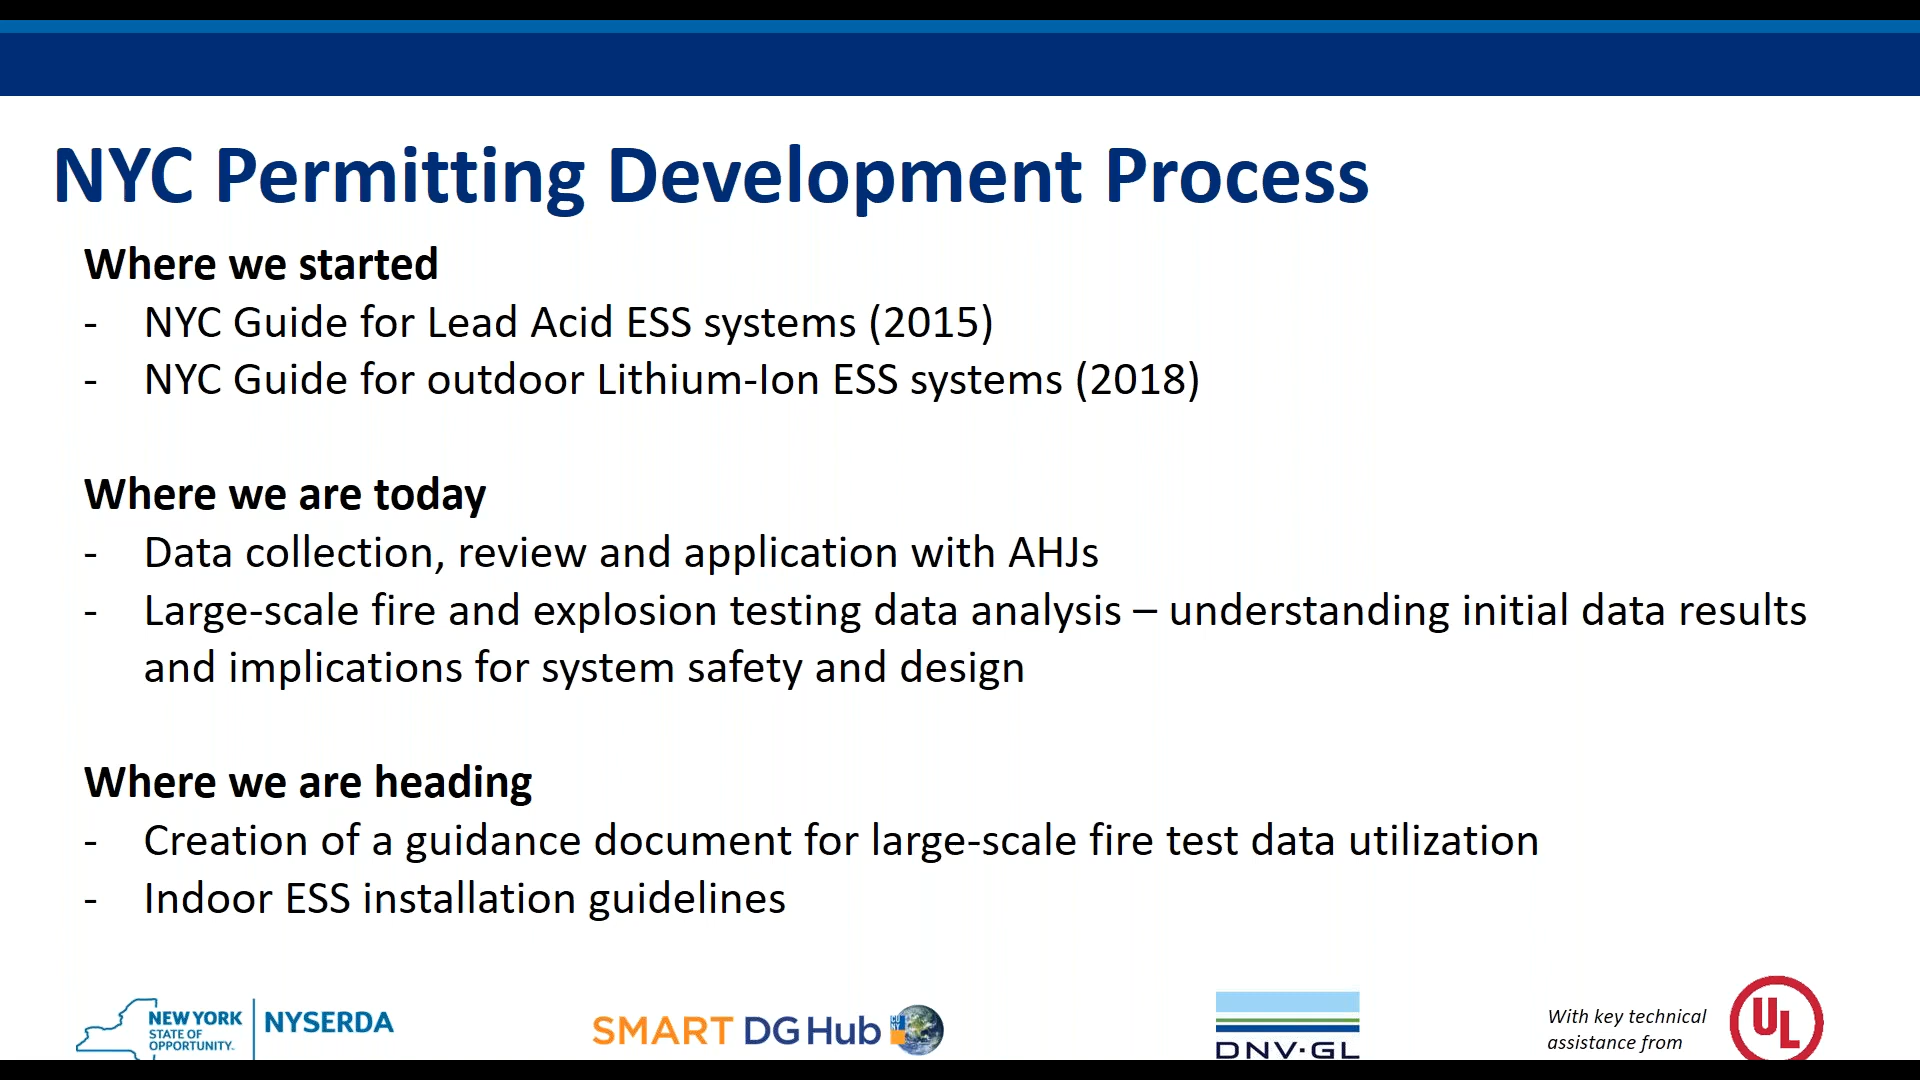 NYC Permitting Development Process
Where we started
- NYC Guide for Lead Acid ESS systems (2015)
- NYC Guide for outdoor Lithium-Ion ESS systems (2018)
Where we are today
- Data collection, review and application with AHJs
- Large-scale fire and explosion testing data analysis – understanding initial data results
and implications for system safety and design
Where we are heading
- Creation of a guidance document for large-scale fire test data utilization
- Indoor ESS installation guidelines
NEW YORK
STATE OF
OPPORTUNITY.
NYSERDA
SMART DG Hub
CU
NY
DNV·GL
With key technical
assistance from
UL